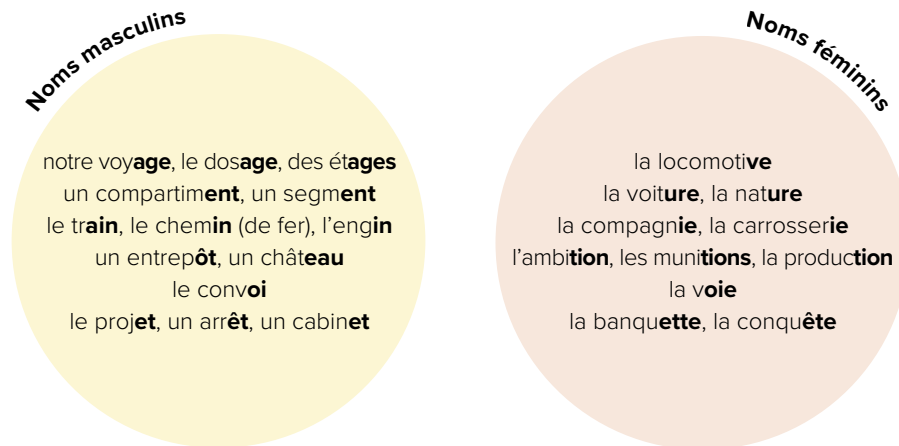 Noms masculins
notre voyage, le dosage, des étages
un compartiment, un segment
le train, le chemin (de fer), l'engin
un entrepôt, un château
le convoi
le projet, un arrêt, un cabinet
Noms féminins
la locomotive
la voiture, la nature
la compagnie, la carrosserie
l'ambition, les munitions, la production
la voie
la banquette, la conquête